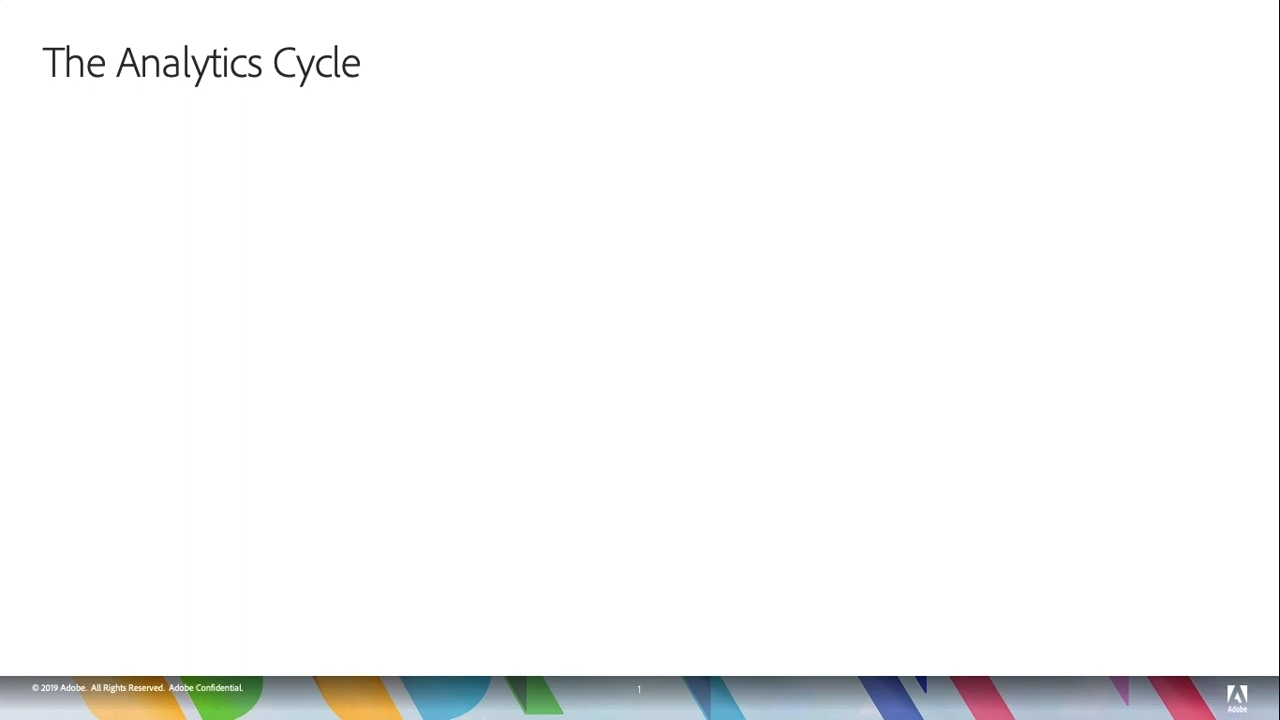 The Analytics Cycle
© 2019 Adobe. All Rights Reserved. Adobe Confidential.
1
Adobe